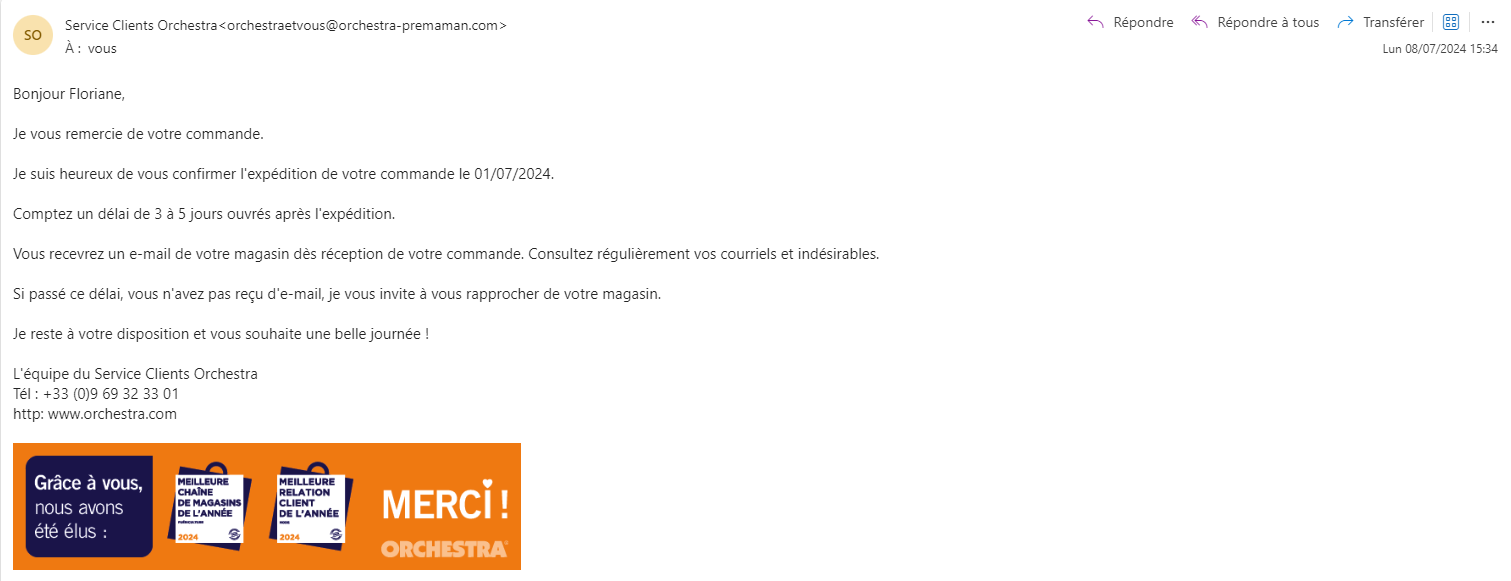 SO
Service Clients Orchestra<orchestraetvous@orchestra-premaman.com>
À : vous
Répondre
Répondre à tous
Transférer
Lun 08/07/2024 15:34
Bonjour Floriane,
Je vous remercie de votre commande.
Je suis heureux de vous confirmer l'expédition de votre commande le 01/07/2024.
Comptez un délai de 3 à 5 jours ouvrés après l'expédition.
Vous recevrez un e-mail de votre magasin dès réception de votre commande. Consultez régulièrement vos courriels et indésirables.
Si passé ce délai, vous n'avez pas reçu d'e-mail, je vous invite à vous rapprocher de votre magasin.
Je reste à votre disposition et vous souhaite une belle journée !
L'équipe du Service Clients Orchestra
Tél : +33 (0)9 69 32 33 01
http: www.orchestra.com
Grâce à vous,
nous avons
été élus :
MEILLEURE
CHAÎNE
DE MAGASINS
DE L'ANNÉE
PUÉRICULTURE
2024
MEILLEURE
RELATION
CLIENT
DE L'ANNÉE
MODE
2024
MERCI !
ORCHESTRA